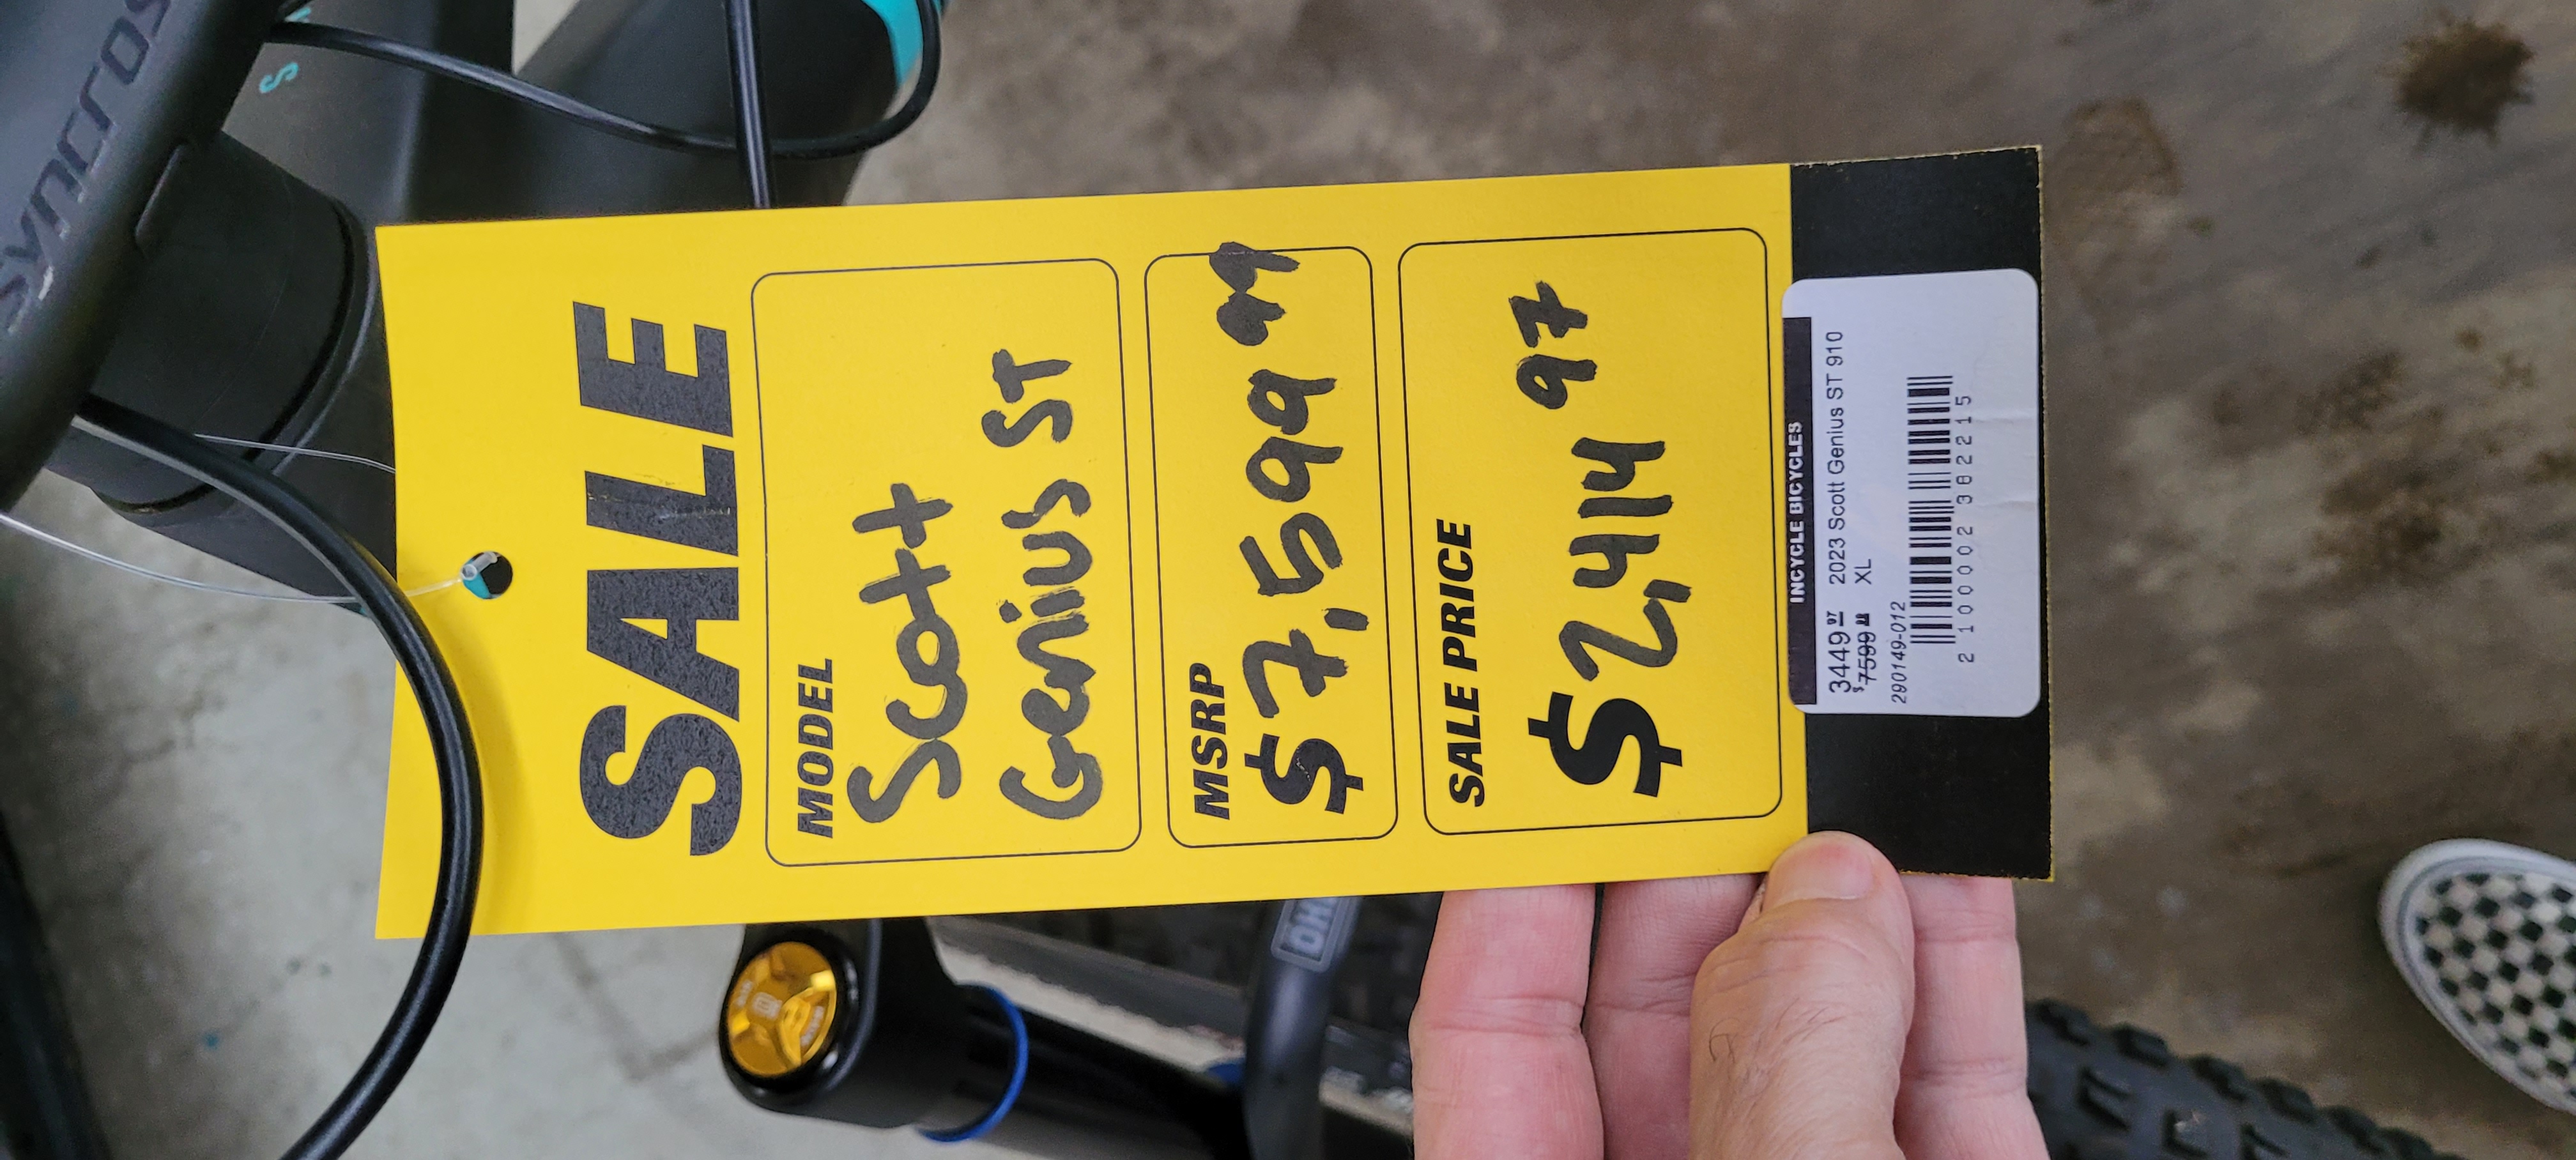 SYNCROS
SALE
MODEL
Scott
Genius ST
MSRP
$7,599 99
SALE PRICE
$2,414 97
INCYCLE BICYCLES
3449 97 2023 Scott Genius ST 910
$7599 XL
290149-012
2 100002 382215